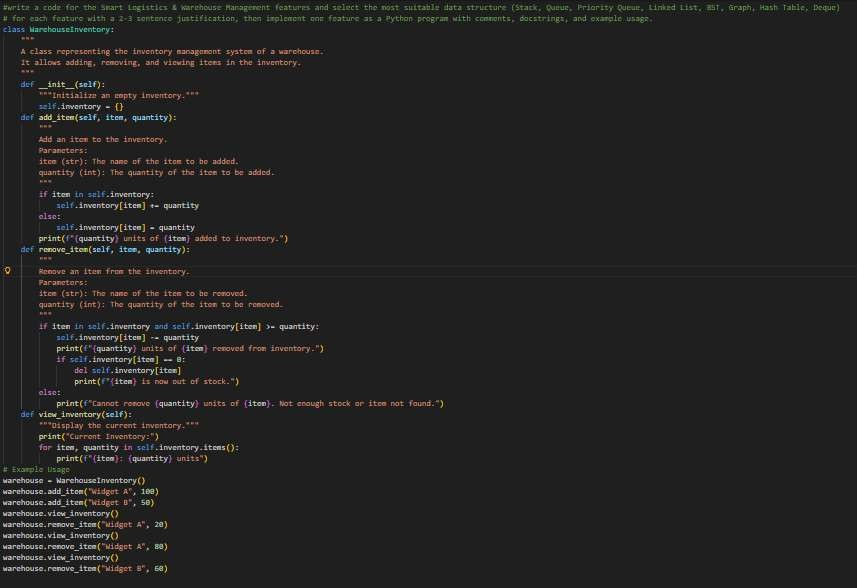 #write a code for the Smart Logistics & Warehouse Management features and select the most suitable data structure (Stack, Queue, Priority Queue, Linked List, BST, Graph, Hash Table, Deque)
# for each feature with a 2-3 sentence justification, then implement one feature as a Python program with comments, docstrings, and example usage.
class WarehouseInventory:
    """
    A class representing the inventory management system of a warehouse.
    It allows adding, removing, and viewing items in the inventory.
    """
    def __init__(self):
        """Initialize an empty inventory."""
        self.inventory = {}
    def add_item(self, item, quantity):
        """
        Add an item to the inventory.
        Parameters:
        item (str): The name of the item to be added.
        quantity (int): The quantity of the item to be added.
        """
        if item in self.inventory:
            self.inventory[item] += quantity
        else:
            self.inventory[item] = quantity
        print(f"{quantity} units of {item} added to inventory.")
    def remove_item(self, item, quantity):
        """
        Remove an item from the inventory.
        Parameters:
        item (str): The name of the item to be removed.
        quantity (int): The quantity of the item to be removed.
        """
        if item in self.inventory and self.inventory[item] >= quantity:
            self.inventory[item] -= quantity
            print(f"{quantity} units of {item} removed from inventory.")
            if self.inventory[item] == 0:
                del self.inventory[item]
                print(f"{item} is now out of stock.")
        else:
            print(f"Cannot remove {quantity} units of {item}. Not enough stock or item not found.")
    def view_inventory(self):
        """Display the current inventory."""
        print("Current Inventory:")
        for item, quantity in self.inventory.items():
            print(f"{item}: {quantity} units")
# Example Usage
warehouse = WarehouseInventory()
warehouse.add_item("Widget A", 100)
warehouse.add_item("Widget B", 50)
warehouse.view_inventory()
warehouse.remove_item("Widget A", 20)
warehouse.view_inventory()
warehouse.remove_item("Widget A", 80)
warehouse.view_inventory()
warehouse.remove_item("Widget B", 60)